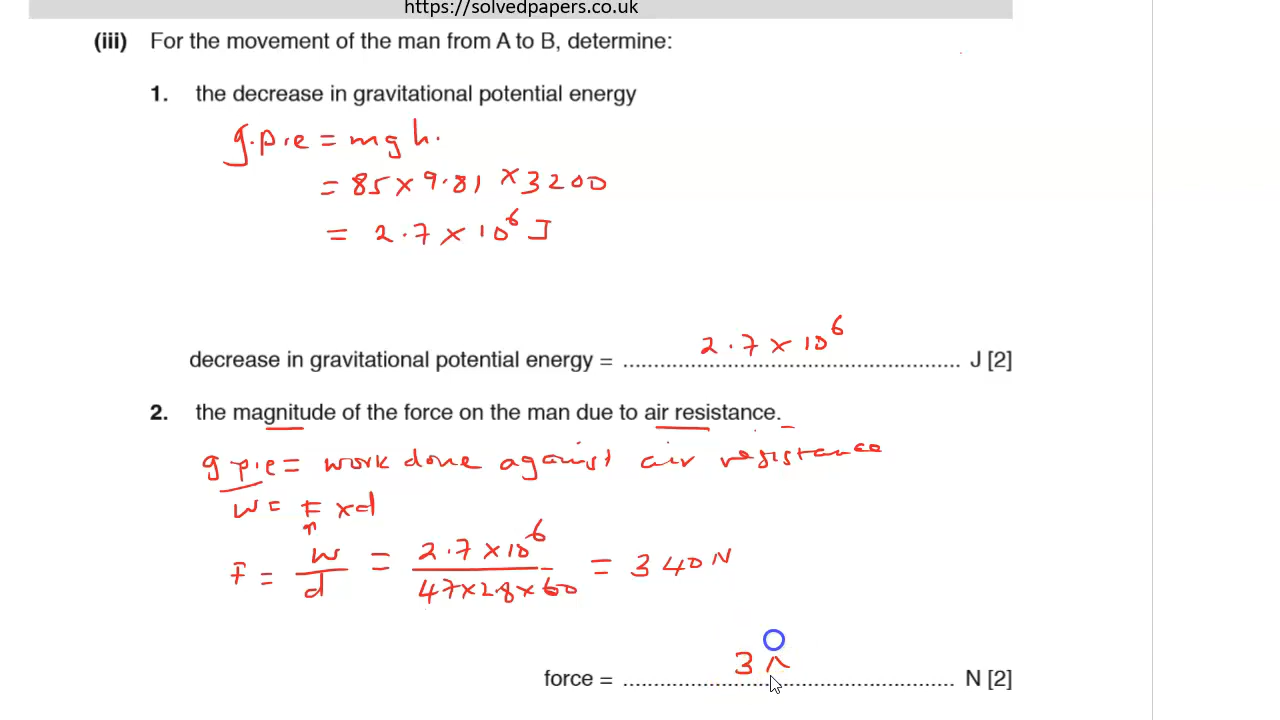 https://solvedpapers.co.uk
(iii) For the movement of the man from A to B, determine:
1. the decrease in gravitational potential energy
g.p.e = mgh.
= 85 × 9.81 × 3200
= 2.7 × 10⁶ J
decrease in gravitational potential energy = 2.7 × 10⁶ J [2]
2. the magnitude of the force on the man due to air resistance.
g p.e = work done against air resistance
W = F × d
F = W/d = 2.7 × 10⁶ / 47 × 28 × 60 = 340 N
force = 3 N [2]